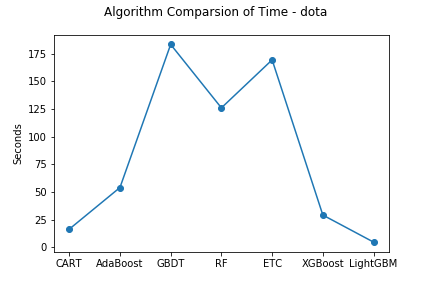 Algorithm Comparsion of Time - dota
Seconds
175
150
125
100
75
50
25
0
CART AdaBoost GBDT RF ETC XGBoost LightGBM